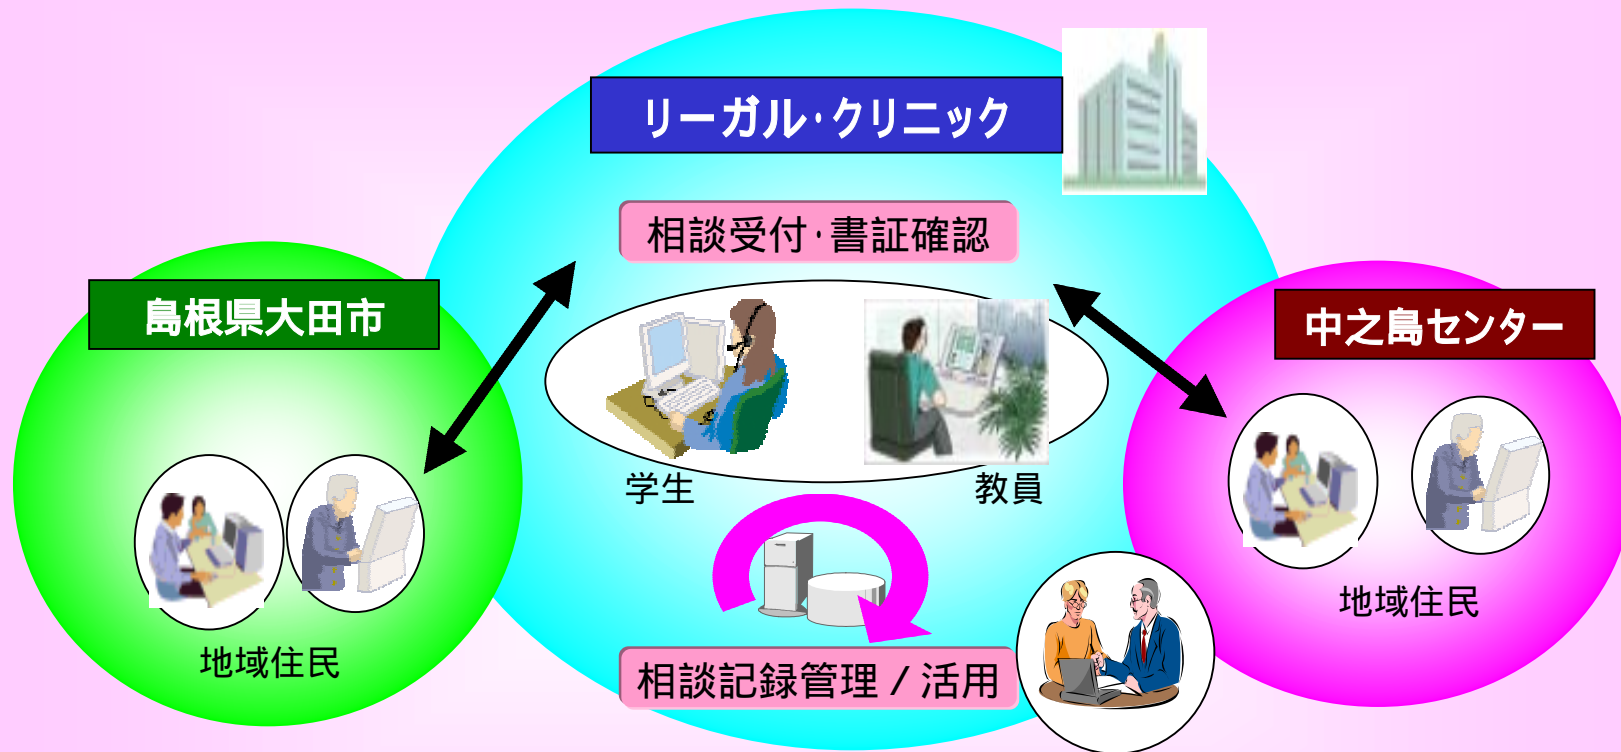 リーガル・クリニック
相談受付・書証確認
島根県大田市
中之島センター
学生
教員
地域住民
地域住民
相談記録管理/活用